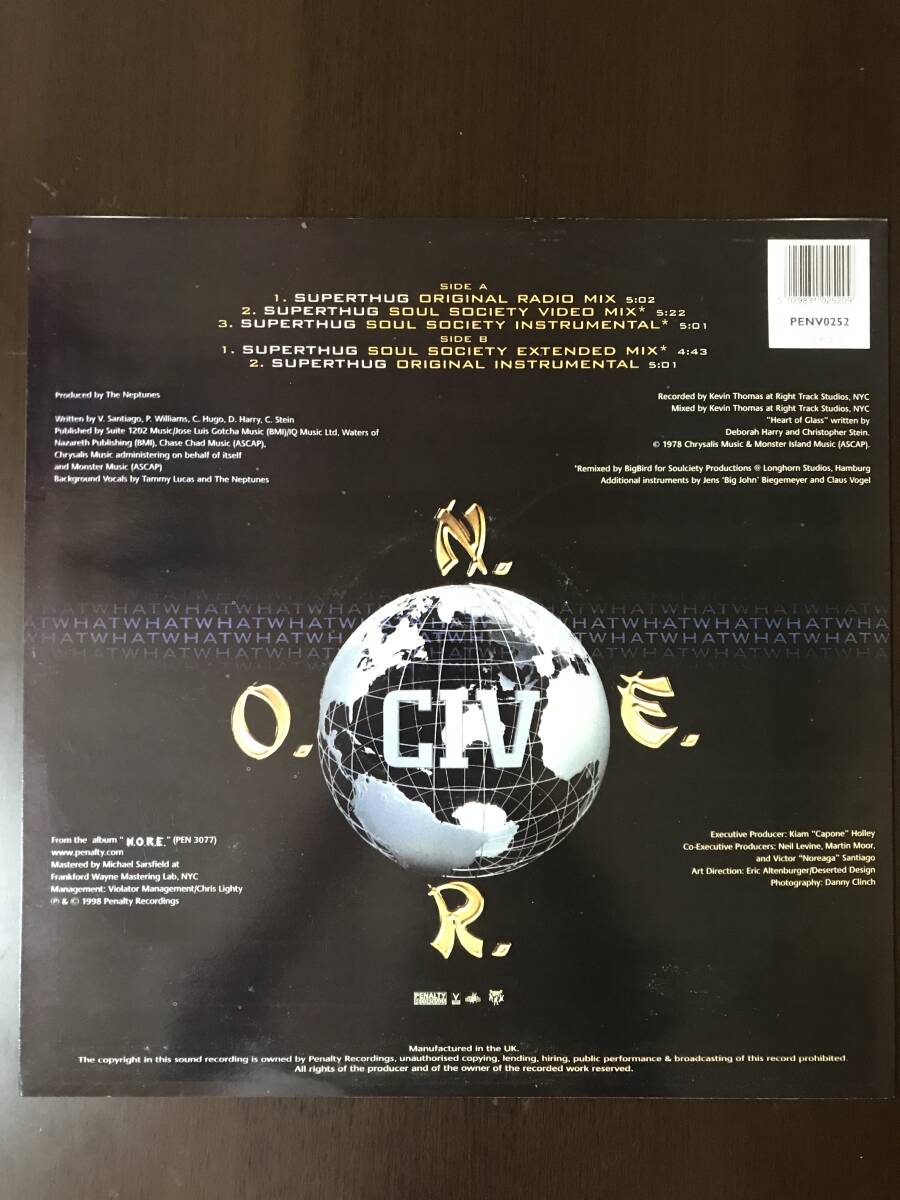 SIDE A
1. SUPERTHUG ORIGINAL RADIO MIX 5:02
2. SUPERTHUG SOUL SOCIETY VIDEO MIX* 5:22
3. SUPERTHUG SOUL SOCIETY INSTRUMENTAL* 5:01
SIDE B
1. SUPERTHUG SOUL SOCIETY EXTENDED MIX* 4:43
2. SUPERTHUG ORIGINAL INSTRUMENTAL 5:01
5 029831 025209
PENV0252
Produced by The Neptunes
Written by V. Santiago, P. Williams, C. Hugo, D. Harry, C. Stein
Published by Suite 1202 Music/Jose Luis Gotcha Music (BMI)/IQ Music Ltd, Waters of
Nazareth Publishing (BMI), Chase Chad Music (ASCAP),
Chrysalis Music administering on behalf of itself
and Monster Music (ASCAP)
Background Vocals by Tammy Lucas and The Neptunes
Recorded by Kevin Thomas at Right Track Studios, NYC
Mixed by Kevin Thomas at Right Track Studios, NYC
"Heart of Glass" written by
Deborah Harry and Christopher Stein.
© 1978 Chrysalis Music & Monster Island Music (ASCAP).
*Remixed by BigBird for Soulciety Productions @ Longhorn Studios, Hamburg
Additional instruments by Jens 'Big John' Biegemeyer and Claus Vogel
N.
WHATWHATWHATWHATWHATWHAT
O.
CIV
E.
R.
From the album "N.O.R.E." (PEN 3077)
www.penalty.com
Mastered by Michael Sarsfield at
Frankford Wayne Mastering Lab, NYC
Management: Violator Management/Chris Lighty
℗ & © 1998 Penalty Recordings
Executive Producer: Kiam "Capone" Holley
Co-Executive Producers: Neil Levine, Martin Moor,
and Victor "Noreaga" Santiago
Art Direction: Eric Altenburger/Deserted Design
Photography: Danny Clinch
PENALTY
RECORDINGS
Manufactured in the UK.
The copyright in this sound recording is owned by Penalty Recordings, unauthorised copying, lending, hiring, public performance & broadcasting of this record prohibited.
All rights of the producer and of the owner of the recorded work reserved.